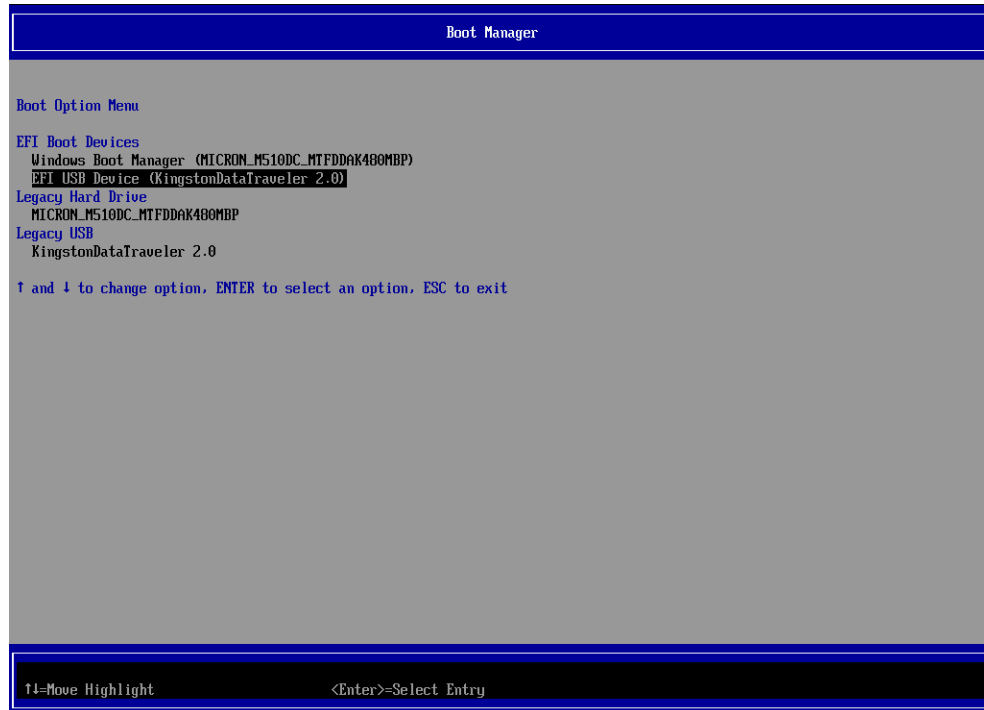 Boot Manager
Boot Option Menu
EFI Boot Devices
Windows Boot Manager (MICRON_M510DC_MTFDDAK480MBP)
EFI USB Device (KingstonDataTraveler 2.0)
Legacy Hard Drive
MICRON_M510DC_MTFDDAK480MBP
Legacy USB
KingstonDataTraveler 2.0
↑ and ↓ to change option, ENTER to select an option, ESC to exit
↑↓=Move Highlight <Enter>=Select Entry